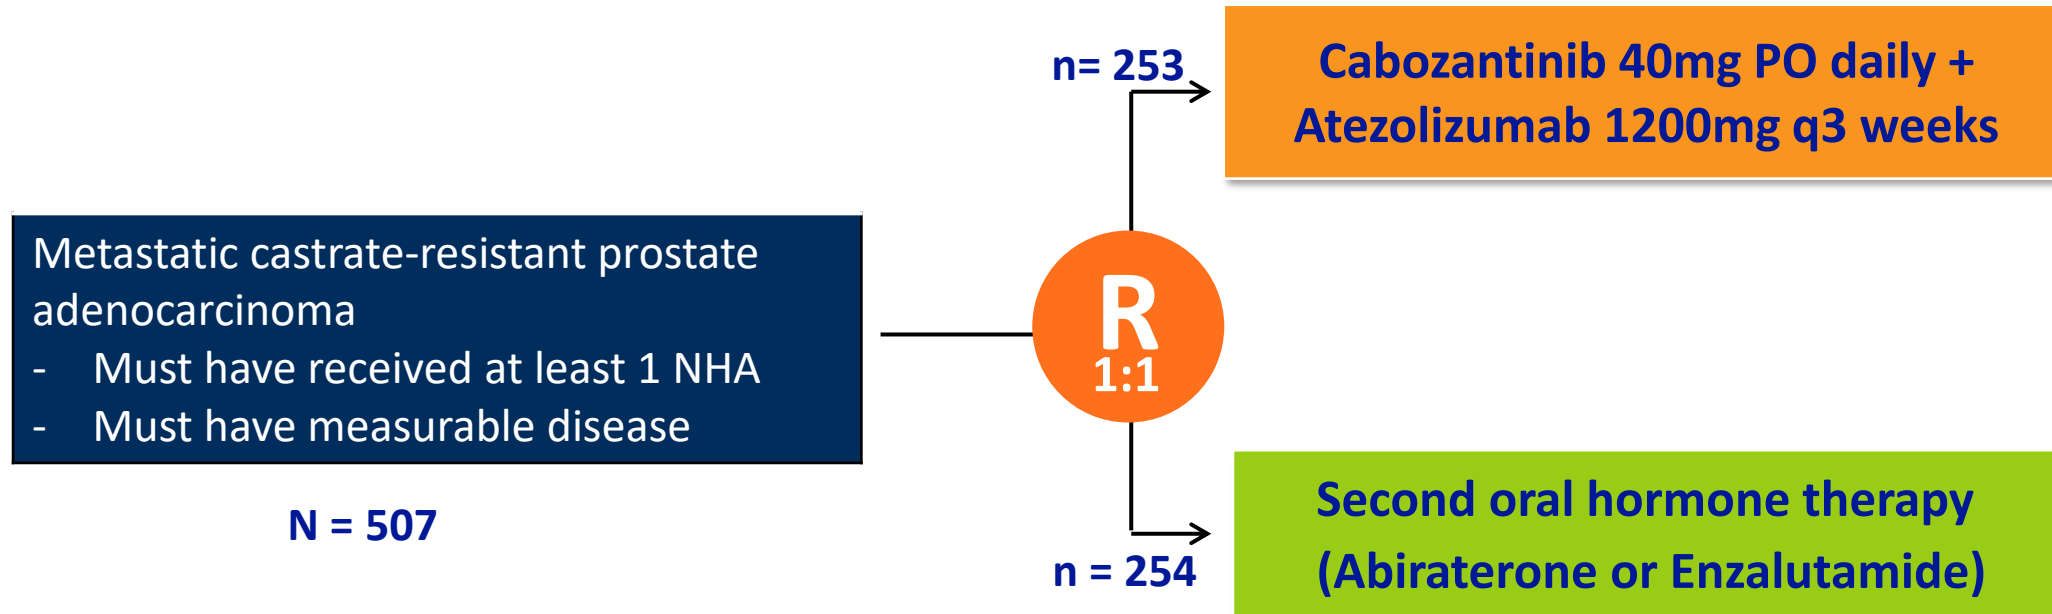 Metastatic castrate-resistant prostate
adenocarcinoma
- Must have received at least 1 NHA
- Must have measurable disease
N = 507
R
1:1
n= 253
Cabozantinib 40mg PO daily +
Atezolizumab 1200mg q3 weeks
n = 254
Second oral hormone therapy
(Abiraterone or Enzalutamide)